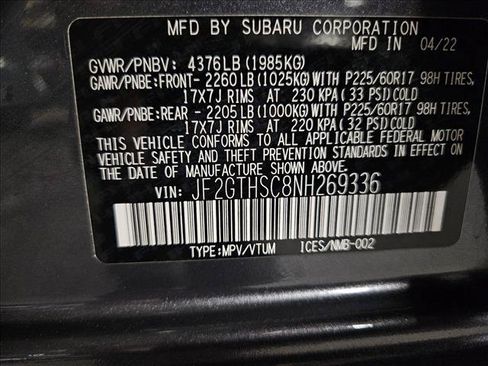 MFD BY SUBARU CORPORATION
MFD IN 04/22
GVWR/PNBV: 4376LB (1985KG)
GAWR/PNBE:FRONT- 2260LB (1025KG) WITH P225/60R17 98H TIRES,
17X7J RIMS AT 230 KPA (33 PSI) COLD
GAWR/PNBE:REAR - 2205LB (1000KG) WITH P225/60R17 98H TIRES,
17X7J RIMS AT 220 KPA (32 PSI) COLD
THIS VEHICLE CONFORMS TO ALL APPLICABLE FEDERAL MOTOR
VEHICLE SAFETY AND THEFT PREVENTION STANDARDS IN EFFECT ON
THE DATE OF MANUFACTURE SHOWN ABOVE.
VIN: JF2GTHSC8NH269336
TYPE:MPV/VTUM ICES/NMB-002